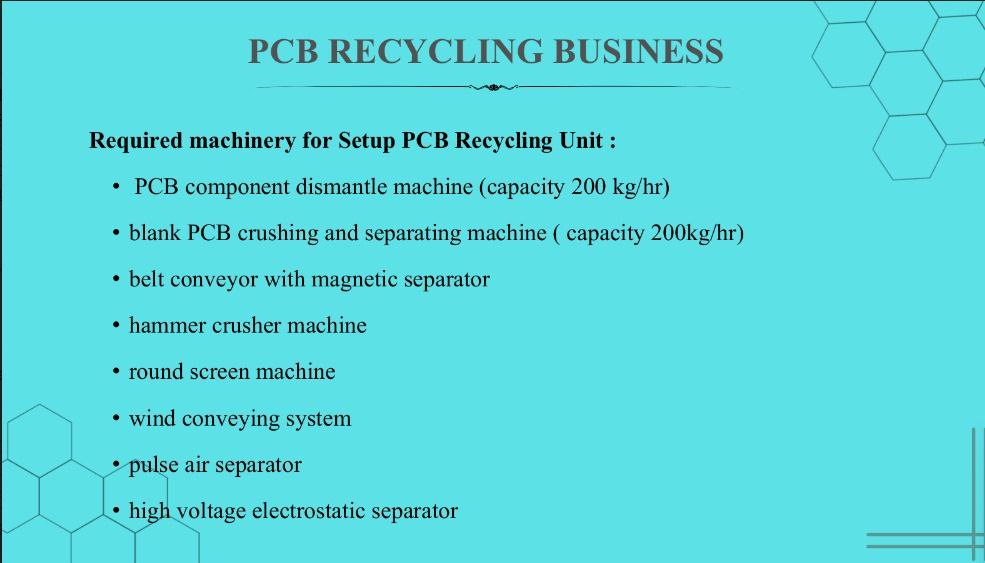 PCB RECYCLING BUSINESS
Required machinery for Setup PCB Recycling Unit :
• PCB component dismantle machine (capacity 200 kg/hr)
• blank PCB crushing and separating machine ( capacity 200kg/hr)
• belt conveyor with magnetic separator
• hammer crusher machine
• round screen machine
• wind conveying system
• pulse air separator
• high voltage electrostatic separator